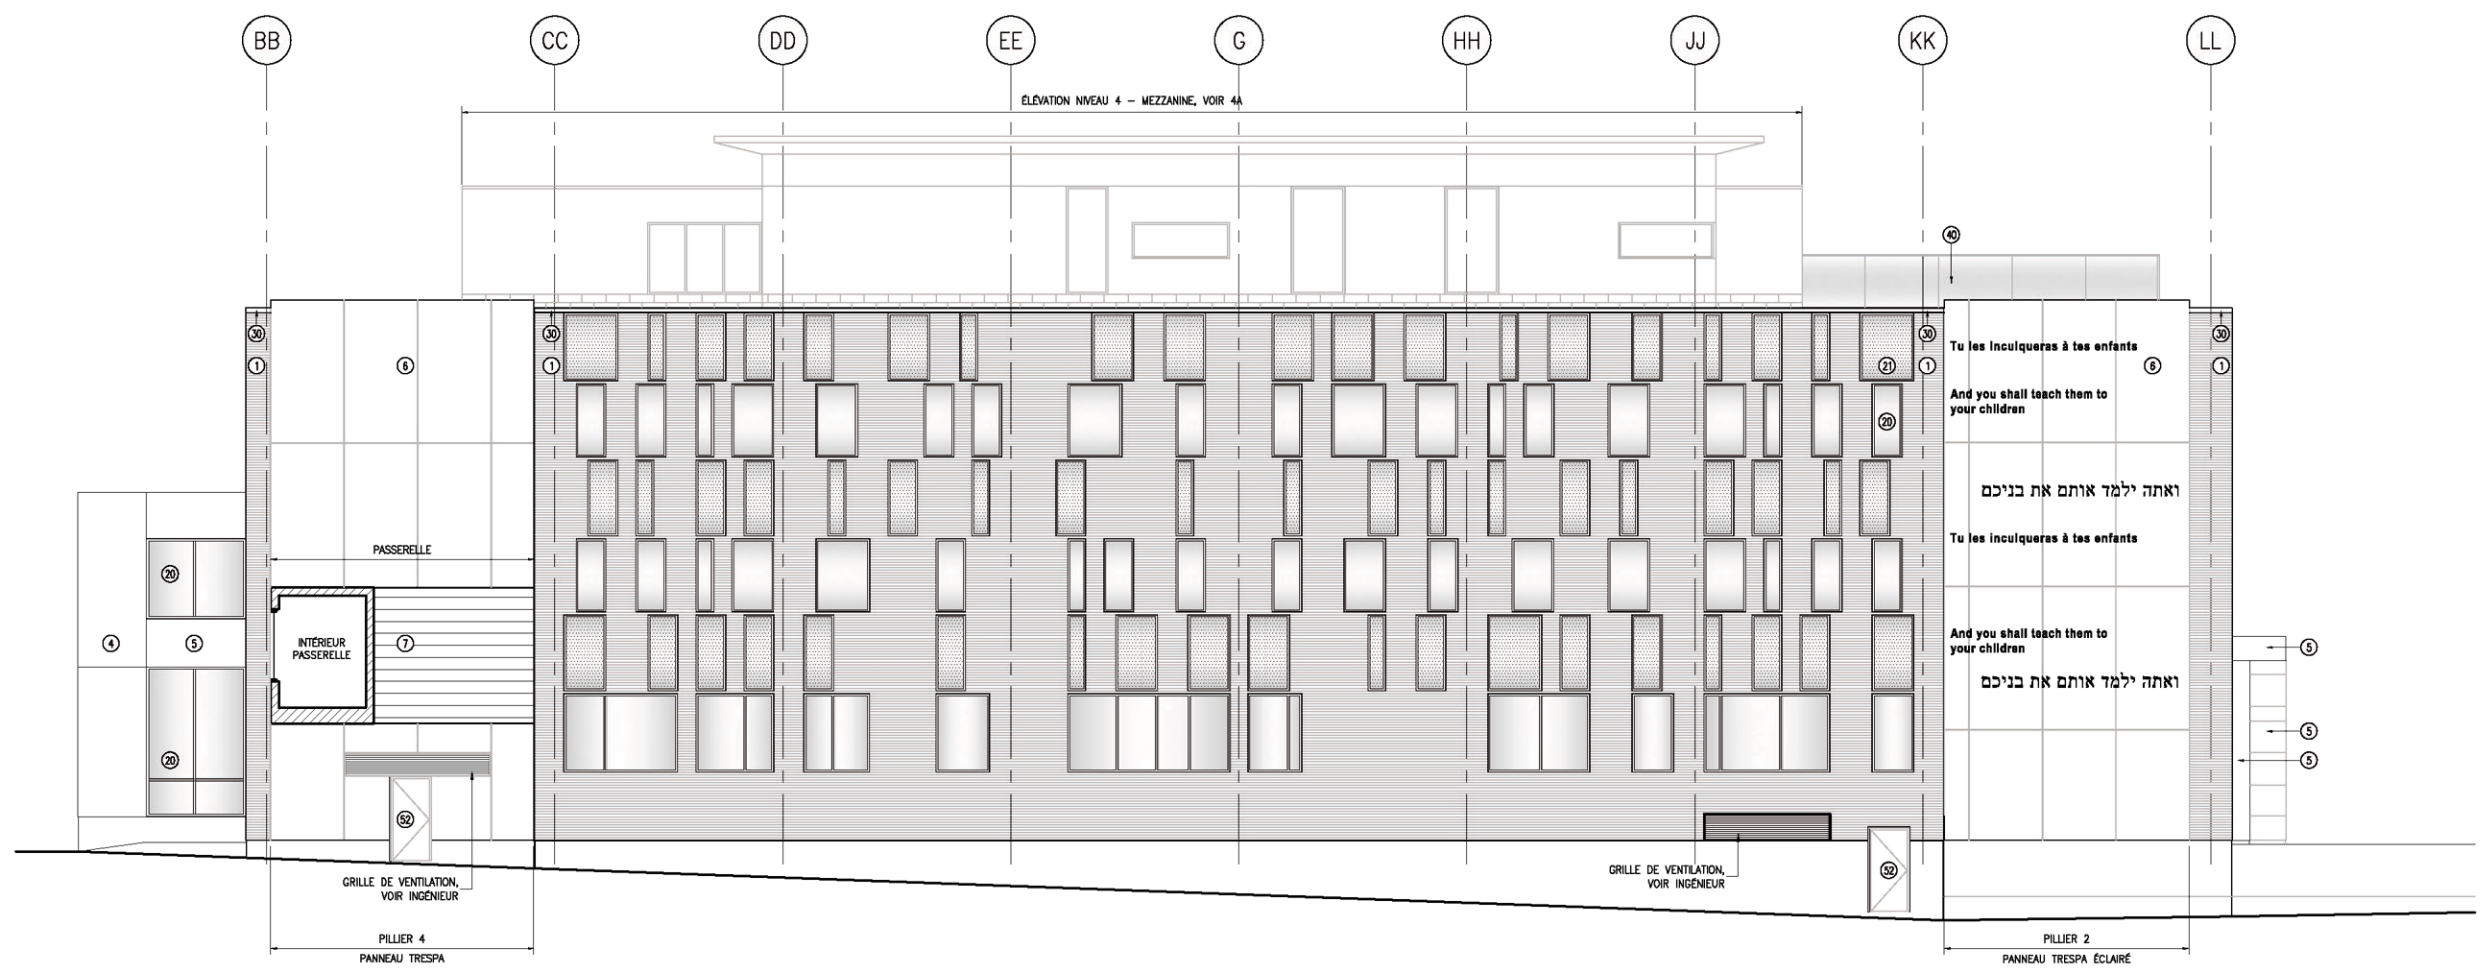 BB CC DD EE G HH JJ KK LL
ÉLÉVATION NIVEAU 4 – MEZZANINE, VOIR 4A
40
30 30 30 30
1 6 1 21 1 6 1
Tu les inculqueras à tes enfants
And you shall teach them to
your children
20
ואתה ילמד אותם את בניכם
Tu les inculqueras à tes enfants
PASSERELLE
20
4 5
INTÉRIEUR
PASSERELLE
7
And you shall teach them to
your children
5
ואתה ילמד אותם את בניכם
5
20
5
52
GRILLE DE VENTILATION,
VOIR INGÉNIEUR
GRILLE DE VENTILATION,
VOIR INGÉNIEUR
52
PILLIER 4
PANNEAU TRESPA
PILLIER 2
PANNEAU TRESPA ÉCLAIRÉ